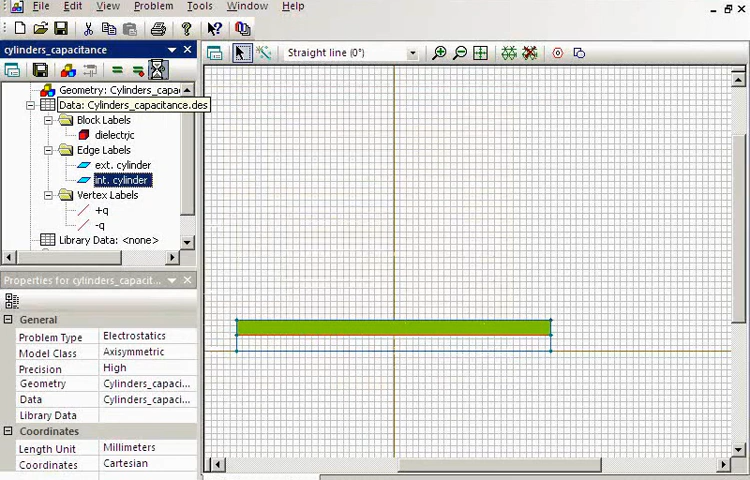 File Edit View Problem Tools Window Help
cylinders_capacitance
Straight line (0°)
Geometry: Cylinders_capa
Data: Cylinders_capacitance.des
Block Labels
dielectric
Edge Labels
ext. cylinder
int. cylinder
Vertex Labels
+q
-q
Library Data: <none>
Properties for cylinders_capacit...
General
Problem Type Electrostatics
Model Class Axisymmetric
Precision High
Geometry Cylinders_capaci...
Data Cylinders_capaci...
Library Data
Coordinates
Length Unit Millimeters
Coordinates Cartesian